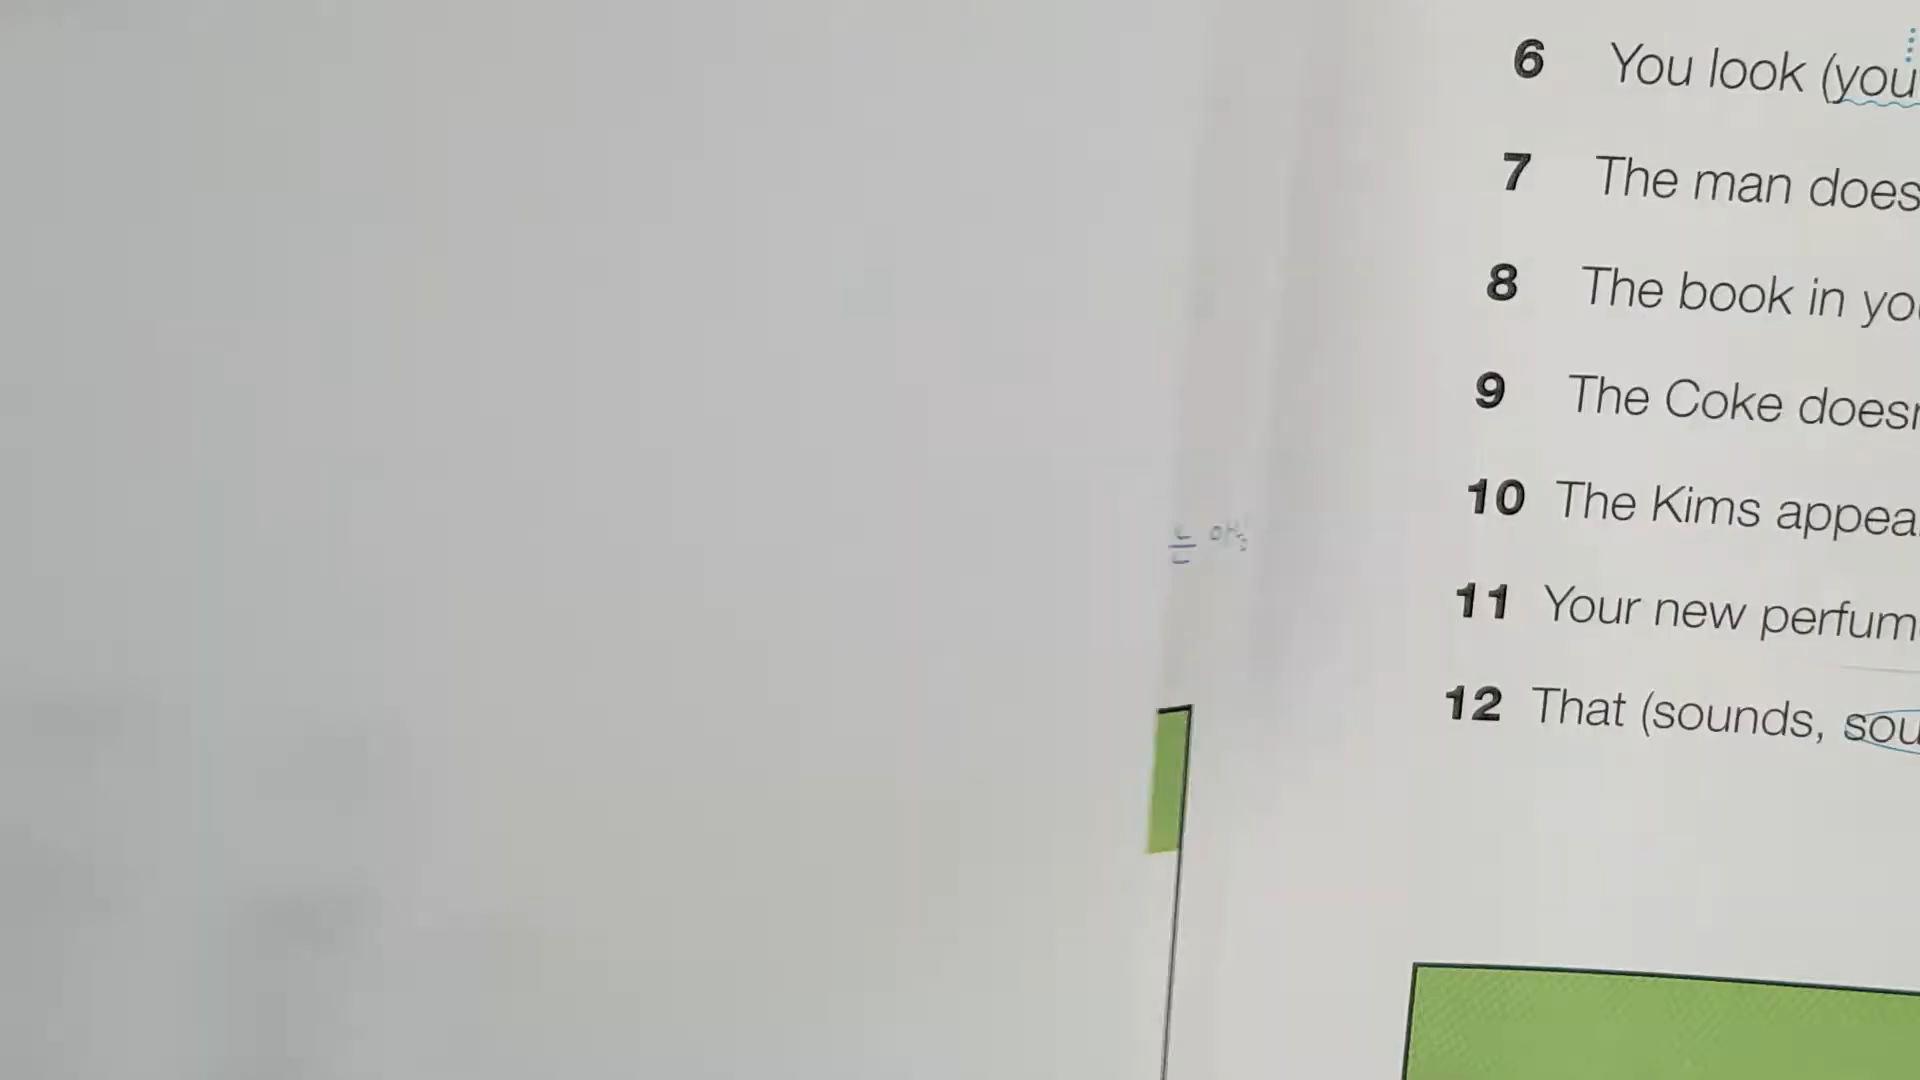 6 You look (you
7 The man does
8 The book in yo
9 The Coke does
10 The Kims appea
11 Your new perfum
12 That (sounds, sou